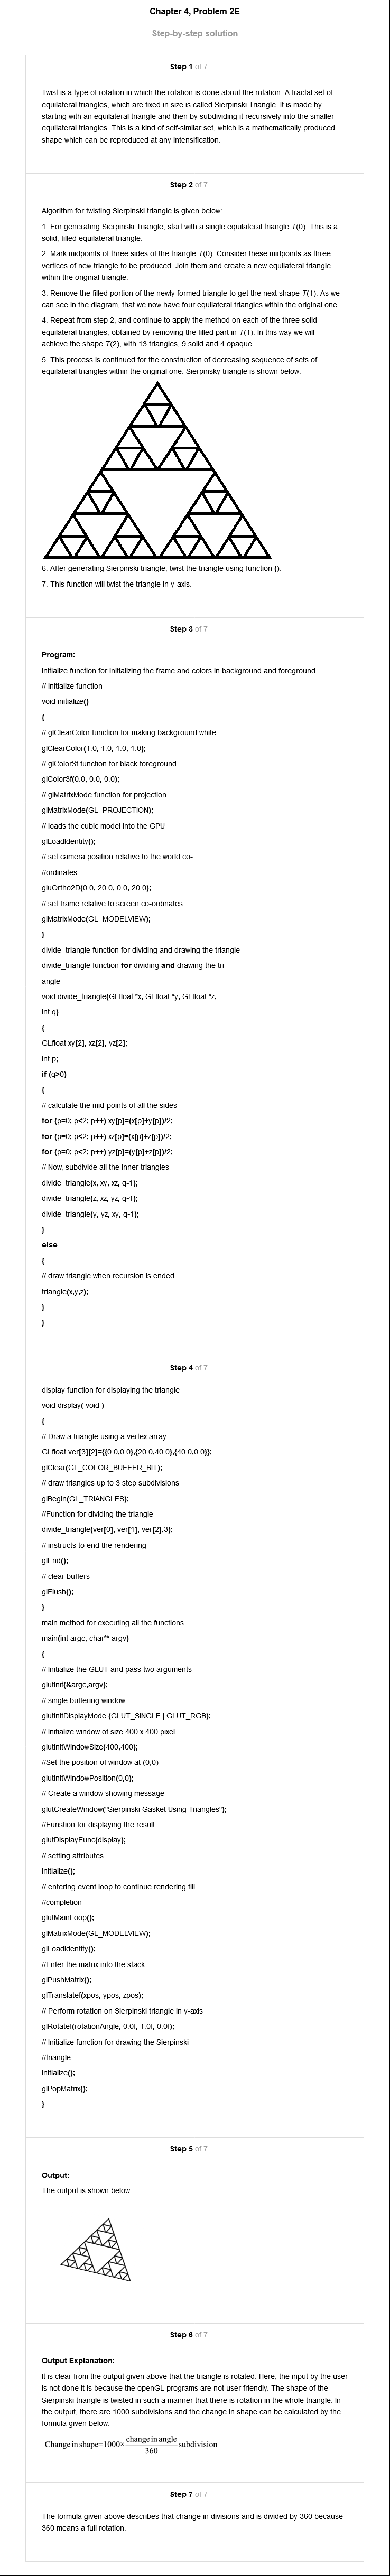 Chapter 4, Problem 2E
Step-by-step solution
Step 1 of 7
Twist is a type of rotation in which the rotation is done about the rotation. A fractal set of
equilateral triangles, which are fixed in size is called Sierpinski Triangle. It is made by
starting with an equilateral triangle and then by subdividing it recursively into the smaller
equilateral triangles. This is a kind of self-similar set, which is a mathematically produced
shape which can be reproduced at any intensification.
Step 2 of 7
Algorithm for twisting Sierpinski triangle is given below:
1. For generating Sierpinski Triangle, start with a single equilateral triangle T(0). This is a
solid, filled equilateral triangle.
2. Mark midpoints of three sides of the triangle T(0). Consider these midpoints as three
vertices of new triangle to be produced. Join them and create a new equilateral triangle
within the original triangle.
3. Remove the filled portion of the newly formed triangle to get the next shape T(1). As we
can see in the diagram, that we now have four equilateral triangles within the original one.
4. Repeat from step 2, and continue to apply the method on each of the three solid
equilateral triangles, obtained by removing the filled part in T(1). In this way we will
achieve the shape T(2), with 13 triangles, 9 solid and 4 opaque.
5. This process is continued for the construction of decreasing sequence of sets of
equilateral triangles within the original one. Sierpinsky triangle is shown below:
6. After generating Sierpinski triangle, twist the triangle using function ().
7. This function will twist the triangle in y-axis.
Step 3 of 7
Program:
initialize function for initializing the frame and colors in background and foreground
// initialize function
void initialize()
{
// glClearColor function for making background white
glClearColor(1.0, 1.0, 1.0, 1.0);
// glColor3f function for black foreground
glColor3f(0.0, 0.0, 0.0);
// glMatrixMode function for projection
glMatrixMode(GL_PROJECTION);
// loads the cubic model into the GPU
glLoadIdentity();
// set camera position relative to the world co-
//ordinates
gluOrtho2D(0.0, 20.0, 0.0, 20.0);
// set frame relative to screen co-ordinates
glMatrixMode(GL_MODELVIEW);
}
divide_triangle function for dividing and drawing the triangle
divide_triangle function for dividing and drawing the tri
angle
void divide_triangle(GLfloat *x, GLfloat *y, GLfloat *z,
int q)
{
GLfloat xy[2], xz[2], yz[2];
int p;
if (q>0)
{
// calculate the mid-points of all the sides
for (p=0; p<2; p++) xy[p]=(x[p]+y[p])/2;
for (p=0; p<2; p++) xz[p]=(x[p]+z[p])/2;
for (p=0; p<2; p++) yz[p]=(y[p]+z[p])/2;
// Now, subdivide all the inner triangles
divide_triangle(x, xy, xz, q-1);
divide_triangle(z, xz, yz, q-1);
divide_triangle(y, yz, xy, q-1);
}
else
{
// draw triangle when recursion is ended
triangle(x,y,z);
}
}
Step 4 of 7
display function for displaying the triangle
void display( void )
{
// Draw a triangle using a vertex array
GLfloat ver[3][2]={{0.0,0.0},{20.0,40.0},{40.0,0.0}};
glClear(GL_COLOR_BUFFER_BIT);
// draw triangles up to 3 step subdivisions
glBegin(GL_TRIANGLES);
//Function for dividing the triangle
divide_triangle(ver[0], ver[1], ver[2],3);
// instructs to end the rendering
glEnd();
// clear buffers
glFlush();
}
main method for executing all the functions
main(int argc, char** argv)
{
// Initialize the GLUT and pass two arguments
glutInit(&argc,argv);
// single buffering window
glutInitDisplayMode (GLUT_SINGLE | GLUT_RGB);
// Initialize window of size 400 x 400 pixel
glutInitWindowSize(400,400);
//Set the position of window at (0,0)
glutInitWindowPosition(0,0);
// Create a window showing message
glutCreateWindow("Sierpinski Gasket Using Triangles");
//Funstion for displaying the result
glutDisplayFunc(display);
// setting attributes
initialize();
// entering event loop to continue rendering till
//completion
glutMainLoop();
glMatrixMode(GL_MODELVIEW);
glLoadIdentity();
//Enter the matrix into the stack
glPushMatrix();
glTranslatef(xpos, ypos, zpos);
// Perform rotation on Sierpinski triangle in y-axis
glRotatef(rotationAngle, 0.0f, 1.0f, 0.0f);
// Initialize function for drawing the Sierpinski
//triangle
initialize();
glPopMatrix();
}
Step 5 of 7
Output:
The output is shown below:
Step 6 of 7
Output Explanation:
It is clear from the output given above that the triangle is rotated. Here, the input by the user
is not done it is because the openGL programs are not user friendly. The shape of the
Sierpinski triangle is twisted in such a manner that there is rotation in the whole triangle. In
the output, there are 1000 subdivisions and the change in shape can be calculated by the
formula given below:
Change in shape=1000× change in angle / 360 subdivision
Step 7 of 7
The formula given above describes that change in divisions and is divided by 360 because
360 means a full rotation.